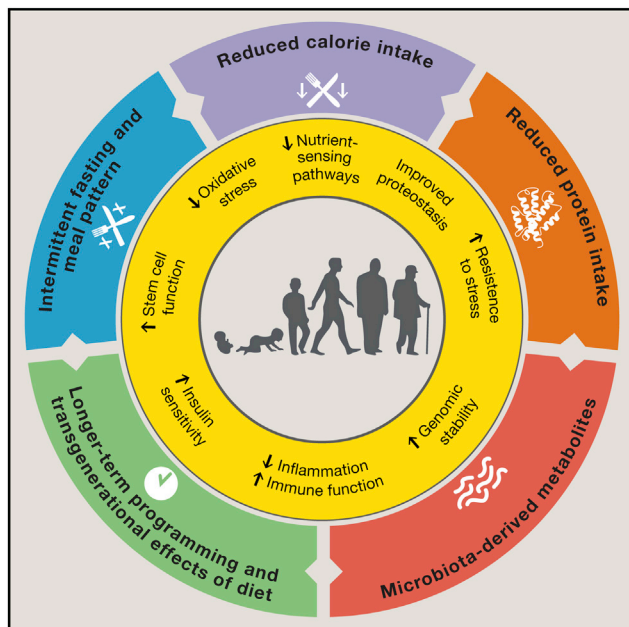 Reduced calorie intake
Reduced protein intake
Microbiota-derived metabolites
Longer-term programming and
transgenerational effects of diet
Intermittent fasting and
meal pattern
↓ Nutrient-
sensing
pathways
Improved
proteostasis
↑ Resistence
to stress
↑ Genomic
stability
↓ Inflammation
↑ Immune function
↑ Insulin
sensitivity
↑ Stem cell
function
↓ Oxidative
stress